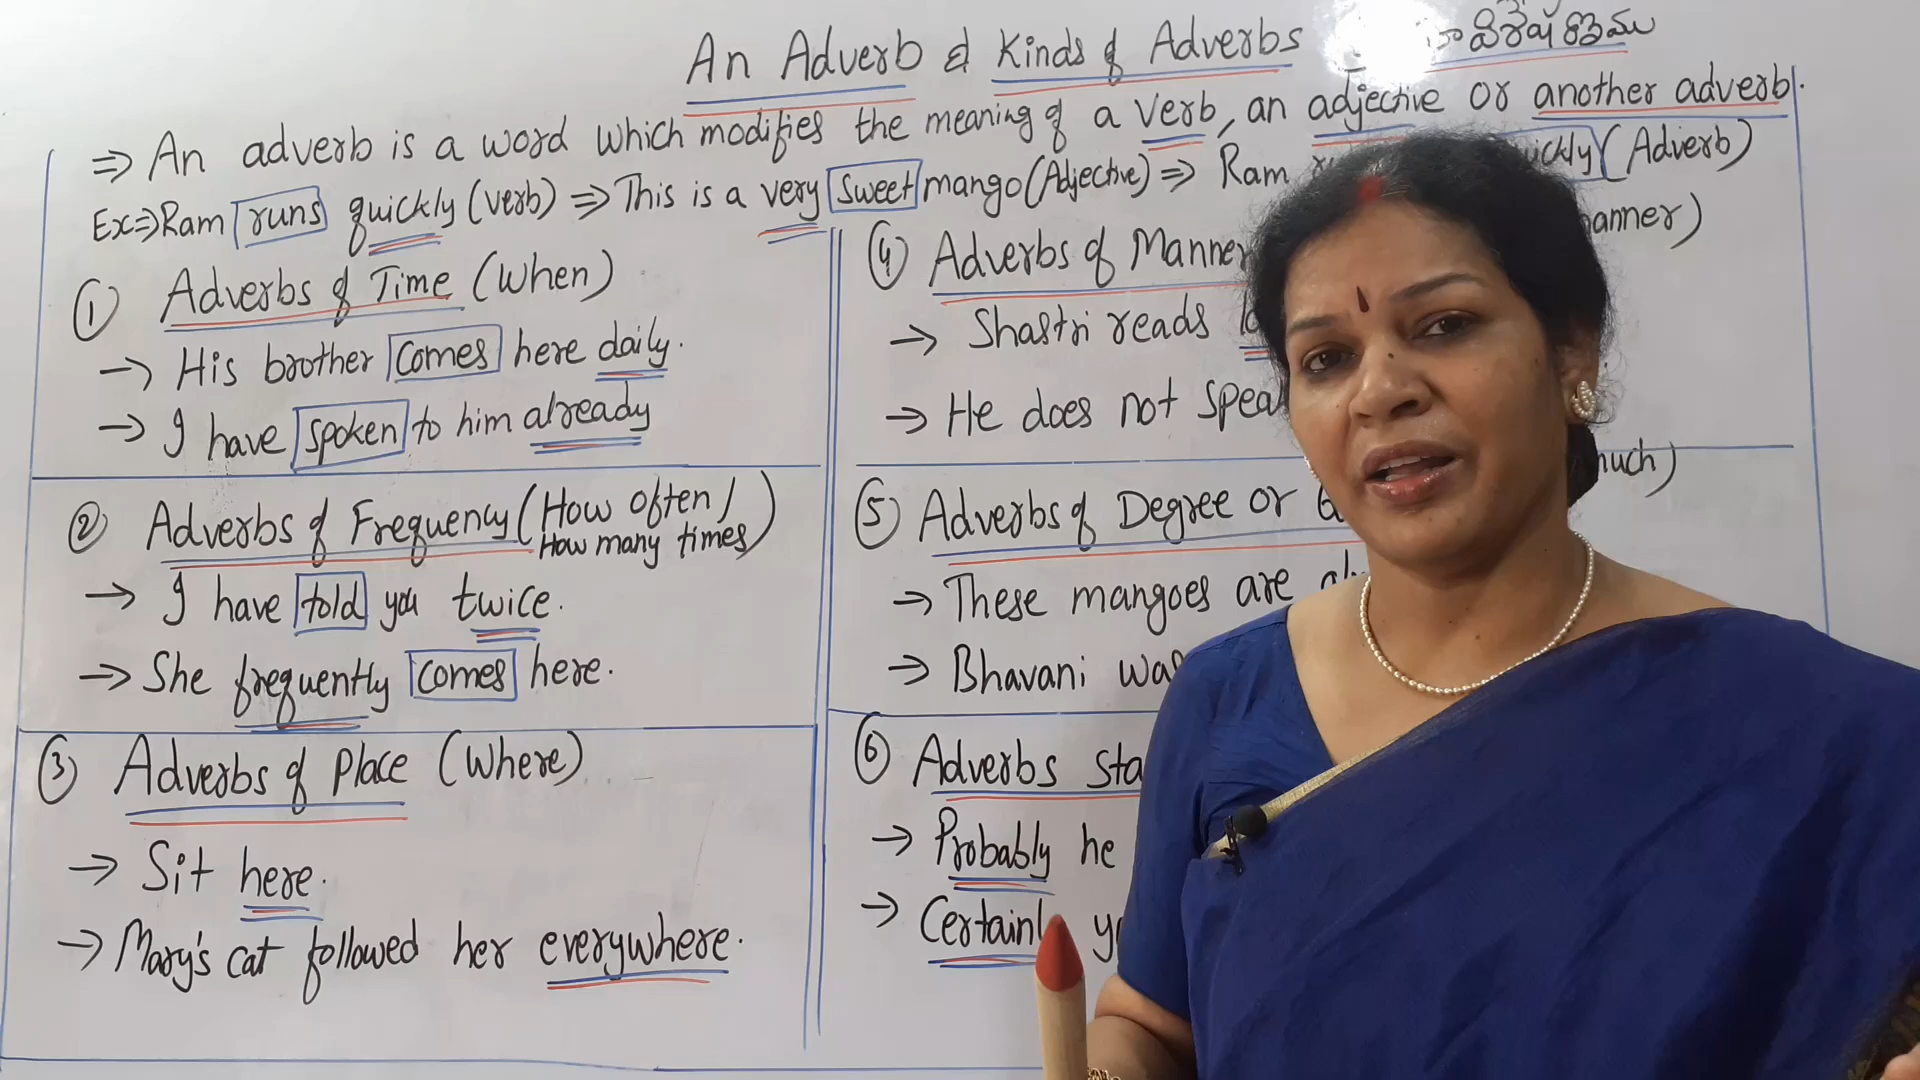 An Adverb & Kinds of Adverbs
విశేషణము
⇒ An adverb is a word which modifies the meaning of a verb, an adjective or another adverb.
Ex⇒Ram runs quickly (verb) ⇒ This is a very sweet mango (Adjective) ⇒ Ram (Adverb)
① Adverbs of Time (When)
→ His brother comes here daily.
→ I have spoken to him already
② Adverbs of Frequency (How often / How many times)
→ I have told you twice.
→ She frequently comes here.
③ Adverbs of Place (Where)
→ Sit here.
→ Mary's cat followed her everywhere.
④ Adverbs of Manner
→ Shastri reads
→ He does not
⑤ Adverbs of Degree or
→ These mangoes are
→ Bhavani was
⑥ Adverbs
→ Probably he
→ Certainly